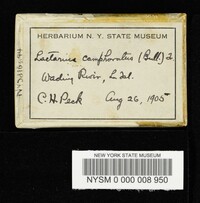 HERBARIUM N. Y. STATE MUSEUM
Lactarius camphoratus (Bull.) Fr.
Wading River, L. Isl.
C. H. Peck Aug 26, 1905
NEW YORK STATE MUSEUM
NYSM 0 000 008 950